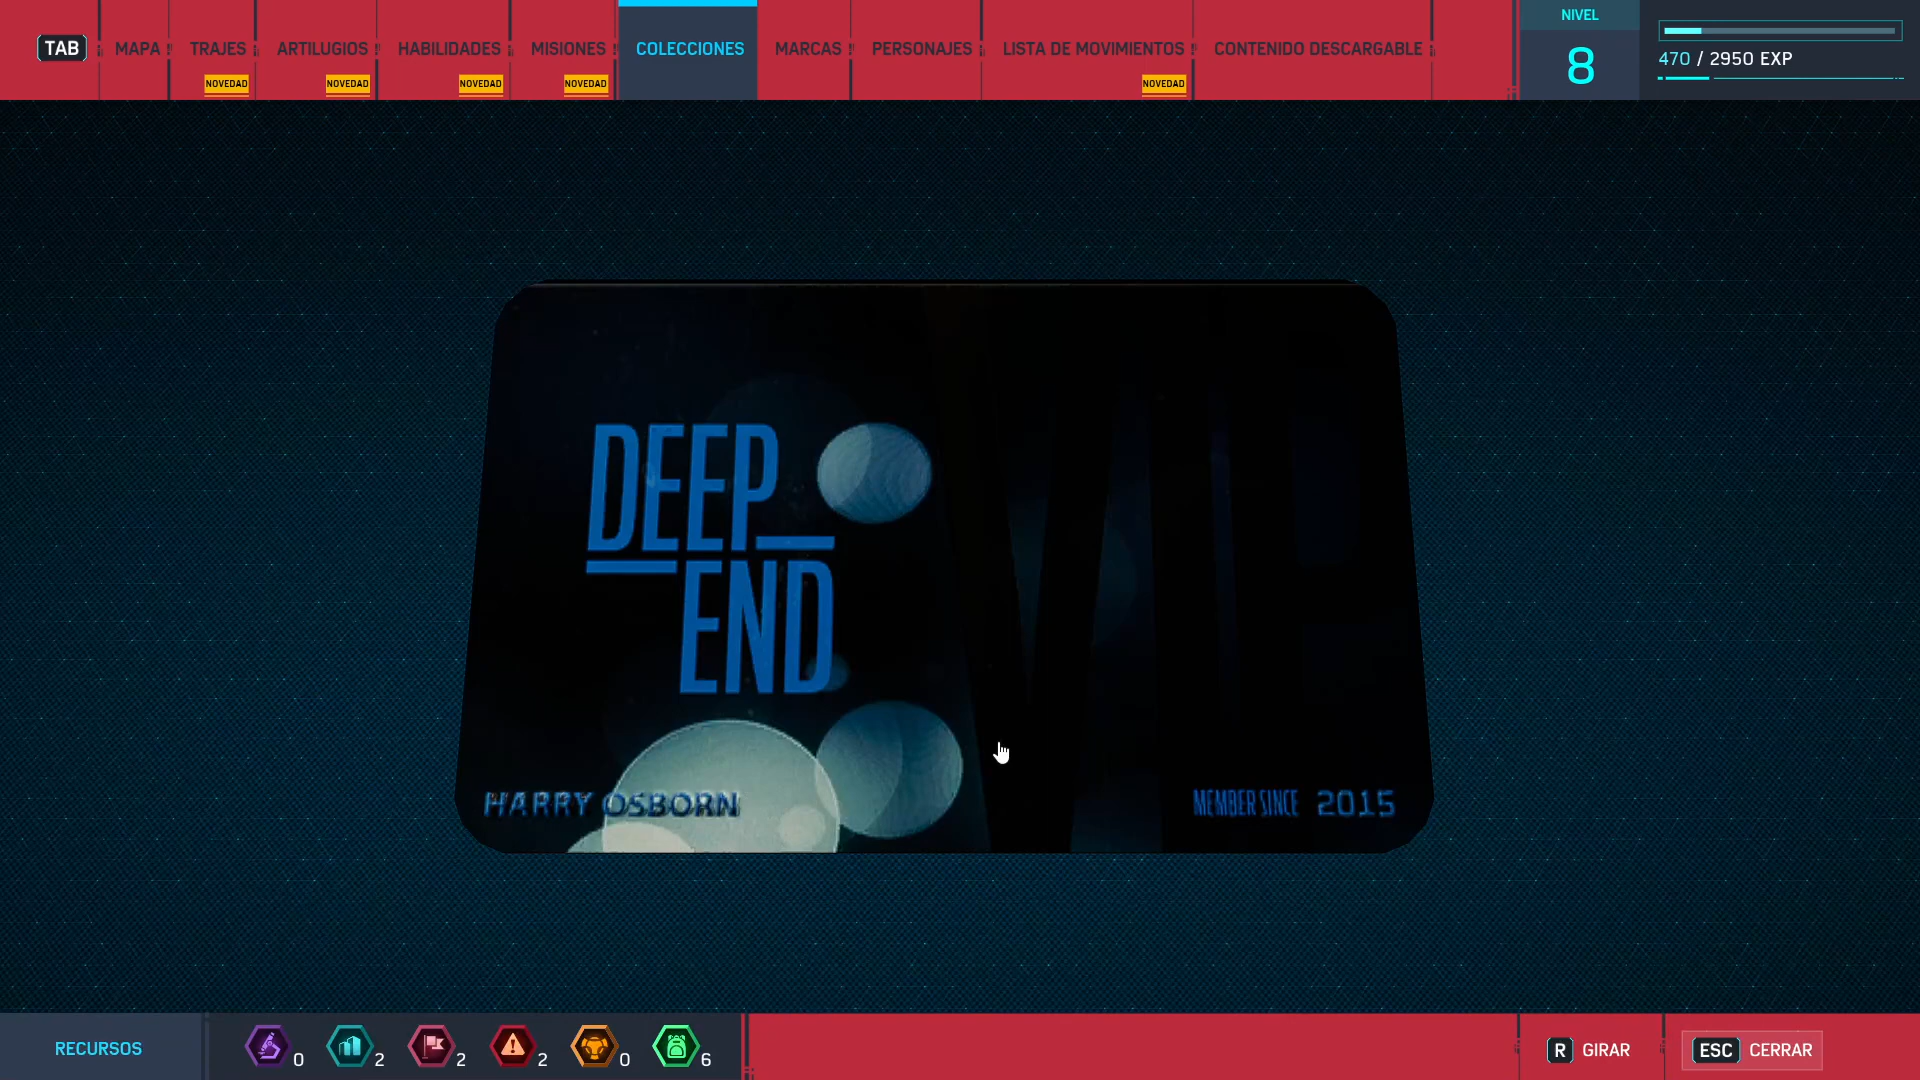 TAB MAPA TRAJES ARTILUGIOS HABILIDADES MISIONES COLECCIONES MARCAS PERSONAJES LISTA DE MOVIMIENTOS CONTENIDO DESCARGABLE
NOVEDAD NOVEDAD NOVEDAD NOVEDAD NOVEDAD
NIVEL
8
470 / 2950 EXP
DEEP
END
VIP
HARRY OSBORN
MEMBER SINCE 2015
RECURSOS 0 2 2 2 0 6
R GIRAR ESC CERRAR